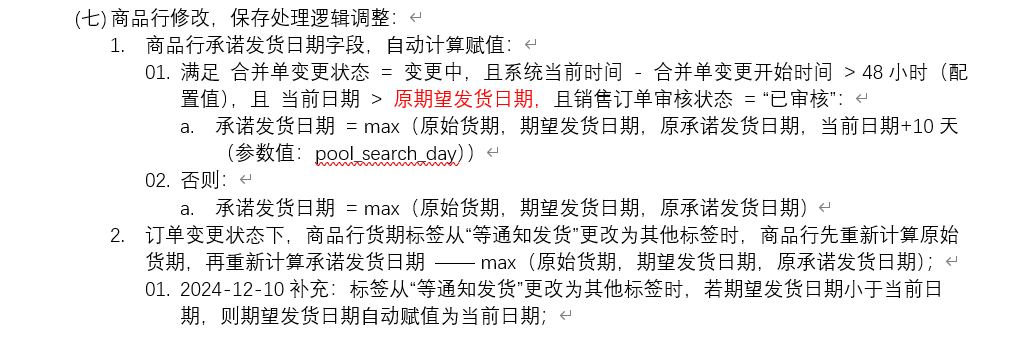 (七) 商品行修改，保存处理逻辑调整：
1. 商品行承诺发货日期字段，自动计算赋值：
01. 满足 合并单变更状态 = 变更中，且系统当前时间 - 合并单变更开始时间 > 48 小时（配
置值），且 当前日期 > 原期望发货日期，且销售订单审核状态 = “已审核”：
a. 承诺发货日期 = max（原始货期，期望发货日期，原承诺发货日期，当前日期+10 天
（参数值：pool_search_day））
02. 否则：
a. 承诺发货日期 = max（原始货期，期望发货日期，原承诺发货日期）
2. 订单变更状态下，商品行货期标签从“等通知发货”更改为其他标签时，商品行先重新计算原始
货期，再重新计算承诺发货日期 —— max（原始货期，期望发货日期，原承诺发货日期）；
01. 2024-12-10 补充：标签从“等通知发货”更改为其他标签时，若期望发货日期小于当前日
期，则期望发货日期自动赋值为当前日期；